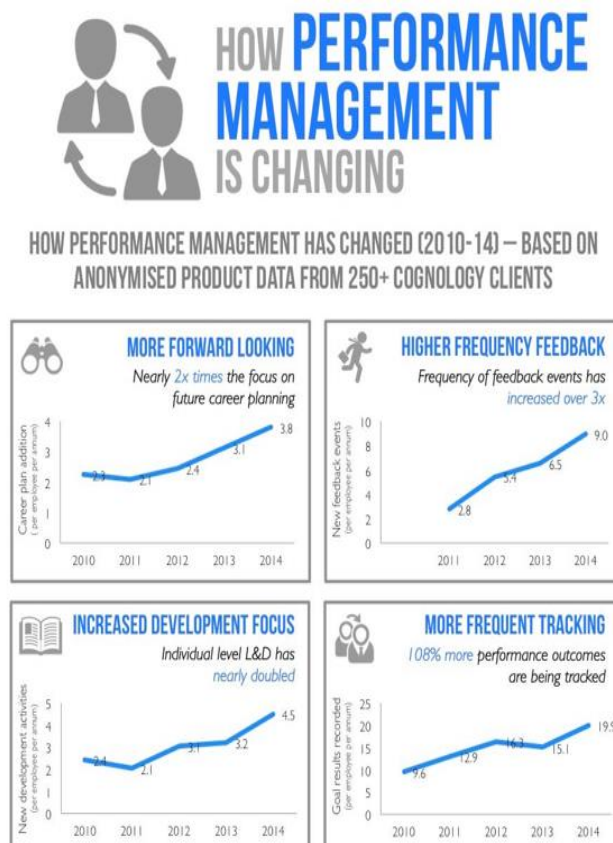 HOW PERFORMANCE
MANAGEMENT
IS CHANGING
HOW PERFORMANCE MANAGEMENT HAS CHANGED (2010-14) – BASED ON
ANONYMISED PRODUCT DATA FROM 250+ COGNOLOGY CLIENTS
MORE FORWARD LOOKING
Nearly 2x times the focus on
future career planning
Career plan addition
( per employee per annum)
4
3
2
1
0
2.3
2.1
2.4
3.1
3.8
2010 2011 2012 2013 2014
HIGHER FREQUENCY FEEDBACK
Frequency of feedback events has
increased over 3x
New feedback events
(per employee per annum)
10
8
6
4
2
0
2.8
5.4
6.5
9.0
2011 2012 2013 2014
INCREASED DEVELOPMENT FOCUS
Individual level L&D has
nearly doubled
New development activities
(per employee per annum)
5
4
3
2
1
0
2.4
2.1
3.1
3.2
4.5
2010 2011 2012 2013 2014
MORE FREQUENT TRACKING
108% more performance outcomes
are being tracked
Goal results recorded
(per employee per annum)
25
20
15
10
5
0
9.6
12.9
16.3
15.1
19.9
2010 2011 2012 2013 2014